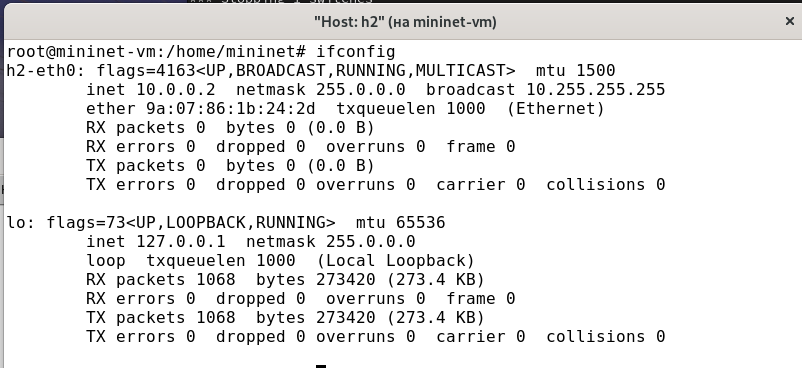 *** Stopping 1 switches
"Host: h2" (на mininet-vm)
root@mininet-vm:/home/mininet# ifconfig
h2-eth0: flags=4163<UP,BROADCAST,RUNNING,MULTICAST>  mtu 1500
        inet 10.0.0.2  netmask 255.0.0.0  broadcast 10.255.255.255
        ether 9a:07:86:1b:24:2d  txqueuelen 1000  (Ethernet)
        RX packets 0  bytes 0 (0.0 B)
        RX errors 0  dropped 0  overruns 0  frame 0
        TX packets 0  bytes 0 (0.0 B)
        TX errors 0  dropped 0 overruns 0  carrier 0  collisions 0

lo: flags=73<UP,LOOPBACK,RUNNING>  mtu 65536
        inet 127.0.0.1  netmask 255.0.0.0
        loop  txqueuelen 1000  (Local Loopback)
        RX packets 1068  bytes 273420 (273.4 KB)
        RX errors 0  dropped 0  overruns 0  frame 0
        TX packets 1068  bytes 273420 (273.4 KB)
        TX errors 0  dropped 0 overruns 0  carrier 0  collisions 0